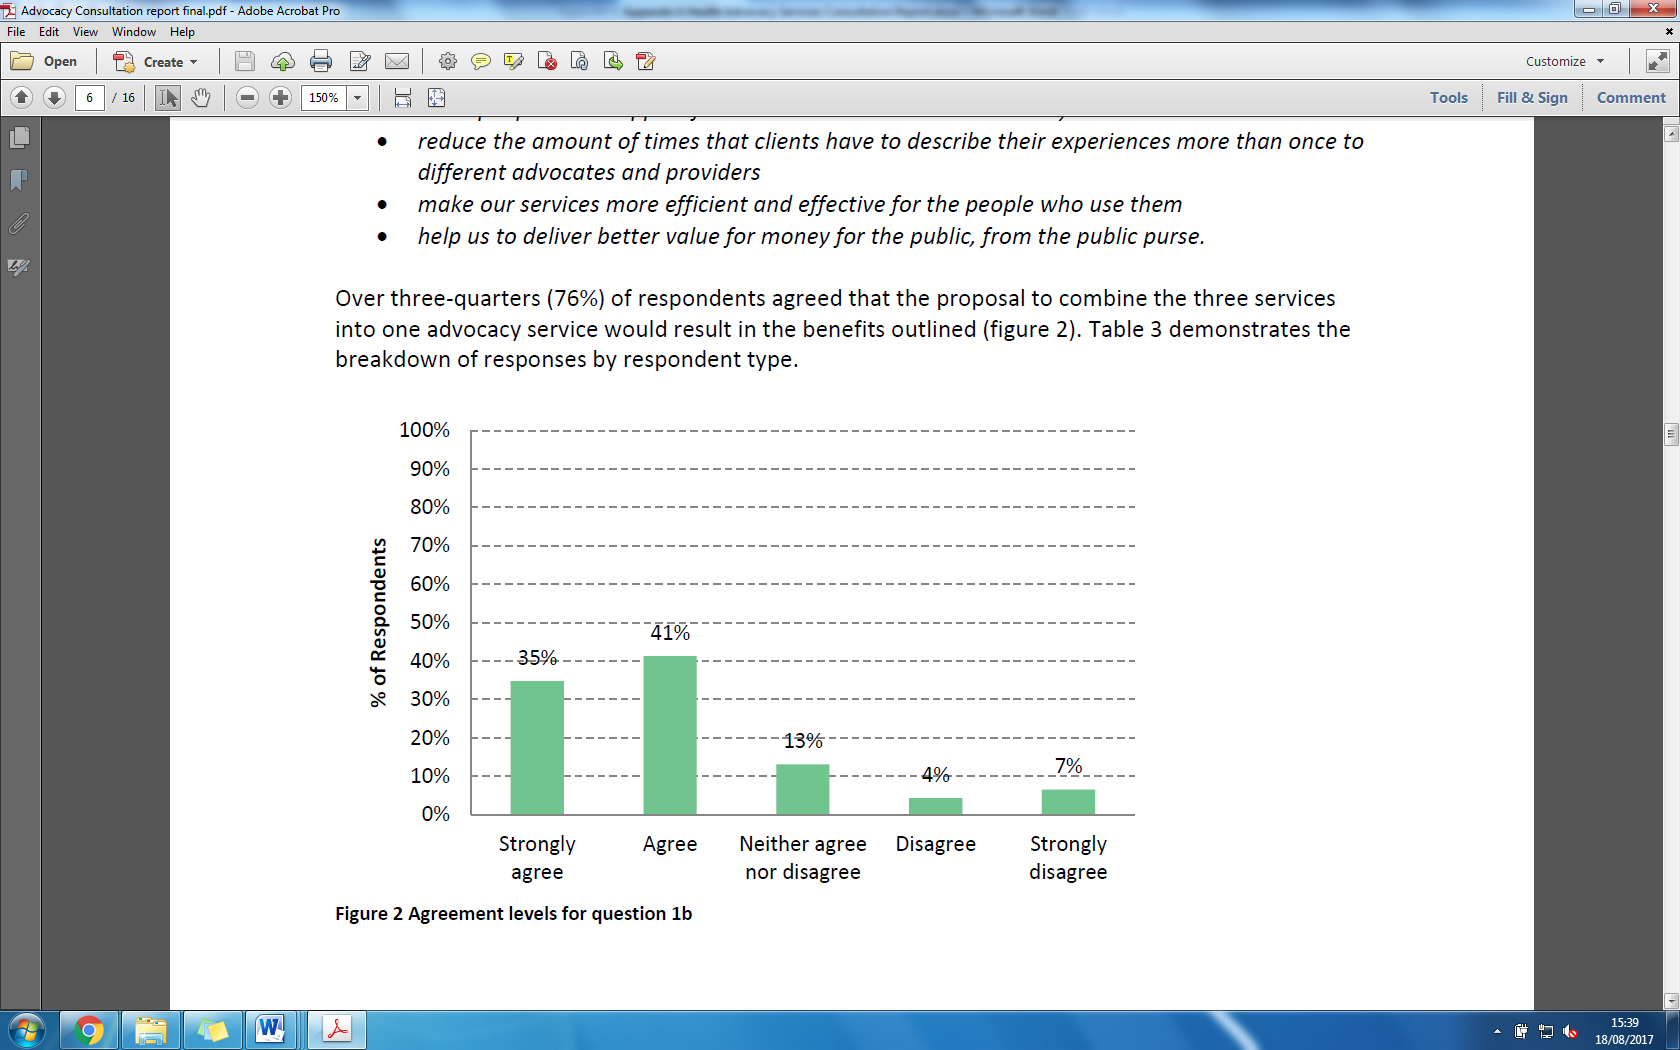 Advocacy Consultation report final.pdf - Adobe Acrobat Pro
File Edit View Window Help
Open Create Customize
6 / 16 150% Tools Fill & Sign Comment
• reduce the amount of times that clients have to describe their experiences more than once to
different advocates and providers
• make our services more efficient and effective for the people who use them
• help us to deliver better value for money for the public, from the public purse.
Over three-quarters (76%) of respondents agreed that the proposal to combine the three services
into one advocacy service would result in the benefits outlined (figure 2). Table 3 demonstrates the
breakdown of responses by respondent type.
% of Respondents
100%
90%
80%
70%
60%
50%
40%
30%
20%
10%
0%
35%
41%
13%
4%
7%
Strongly
agree
Agree
Neither agree
nor disagree
Disagree
Strongly
disagree
Figure 2 Agreement levels for question 1b
15:39
18/08/2017